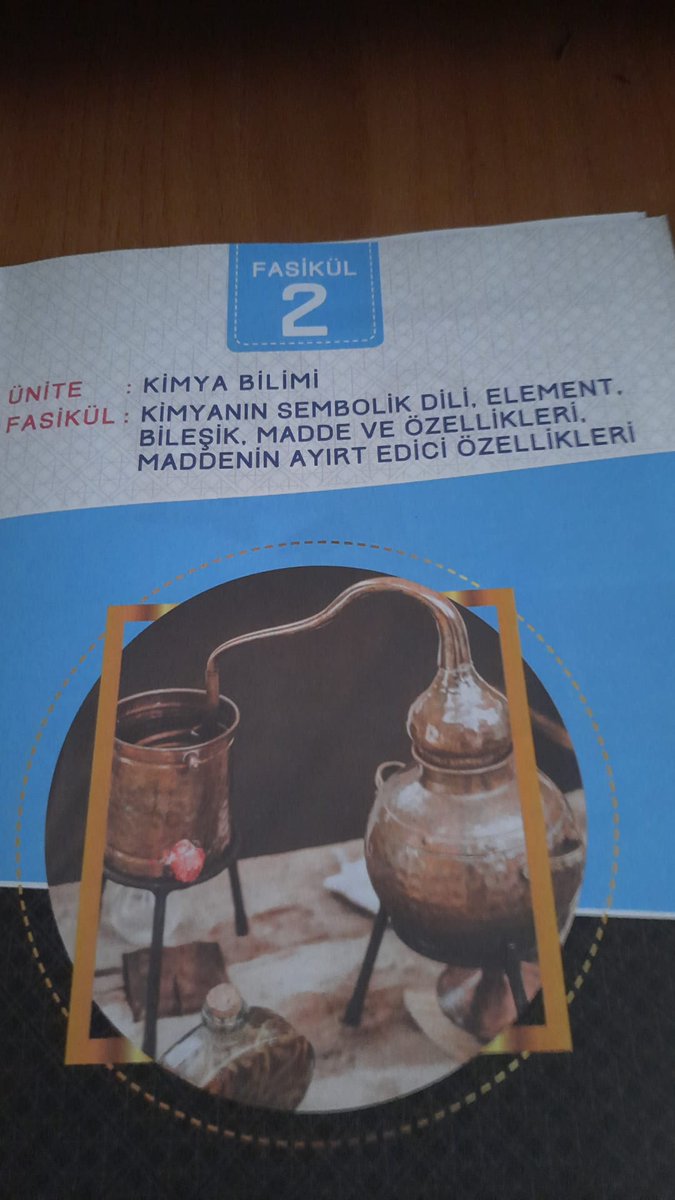 FASİKÜL
2
ÜNİTE : KİMYA BİLİMİ
FASİKÜL : KİMYANIN SEMBOLİK DİLİ, ELEMENT,
BİLEŞİK, MADDE VE ÖZELLİKLERİ,
MADDENİN AYIRT EDİCİ ÖZELLİKLERİ